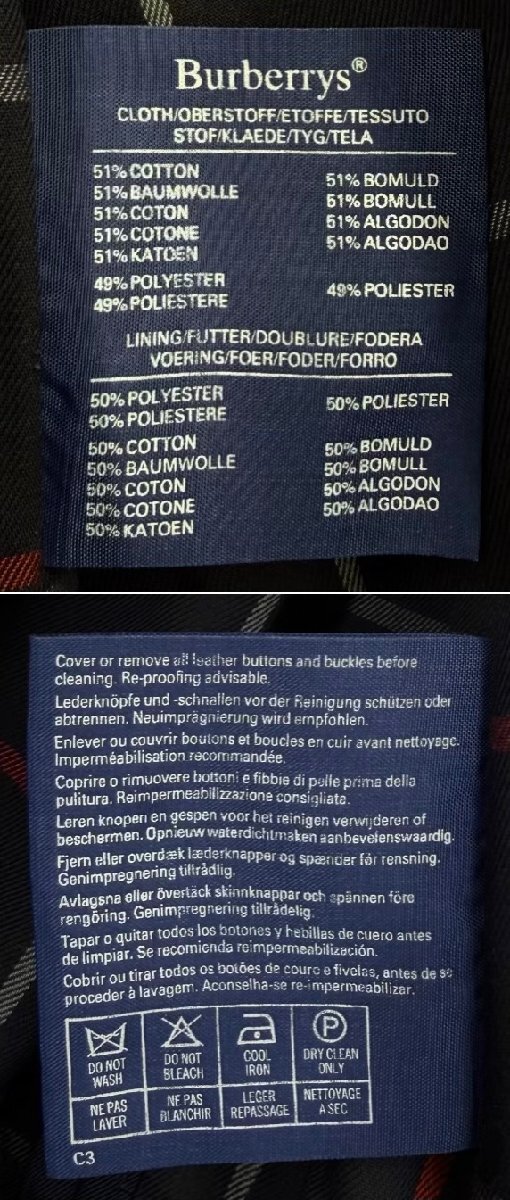 Burberrys®
CLOTH/OBERSTOFF/ETOFFE/TESSUTO
STOF/KLAEDE/TYG/TELA
51% COTTON
51% BAUMWOLLE
51% COTON
51% COTONE
51% KATOEN
51% BOMULD
51% BOMULL
51% ALGODON
51% ALGODAO
49% POLYESTER
49% POLIESTERE
49% POLIESTER
LINING/FUTTER/DOUBLURE/FODERA
VOERING/FOER/FODER/FORRO
50% POLYESTER
50% POLIESTERE
50% POLIESTER
50% COTTON
50% BAUMWOLLE
50% COTON
50% COTONE
50% KATOEN
50% BOMULD
50% BOMULL
50% ALGODON
50% ALGODAO
Cover or remove all leather buttons and buckles before
cleaning. Re-proofing advisable.
Lederknöpfe und -schnallen vor der Reinigung schützen oder
abtrennen. Neuimprägnierung wird empfohlen.
Enlever ou couvrir boutons et boucles en cuir avant nettoyage.
Imperméabilisation recommandée.
Coprire o rimuovere bottoni e fibbie di pelle prima della
pulitura. Reimpermeabilizzazione consigliata.
Leren knopen en gespen voor het reinigen verwijderen of
beschermen. Opnieuw waterdichtmaken aanbevelenswaardig.
Fjern eller overdæk læderknapper og spænder før rensning.
Genimpregnering tilrådlig.
Avlagsna eller övertäck skinnknappar och spännen före
rengöring. Genimpregnering tillrådelig.
Tapar o quitar todos los botones y hebillas de cuero antes
de limpiar. Se recomienda reimpermeabilización.
Cobrir ou tirar todos os botões de couro e fivelas, antes de se
proceder à lavagem. Aconselha-se re-impermeabilizar.
P
DO NOT
WASH
DO NOT
BLEACH
COOL
IRON
DRY CLEAN
ONLY
NE PAS
LAVER
NE PAS
BLANCHIR
LEGER
REPASSAGE
NETTOYAGE
A SEC
C3